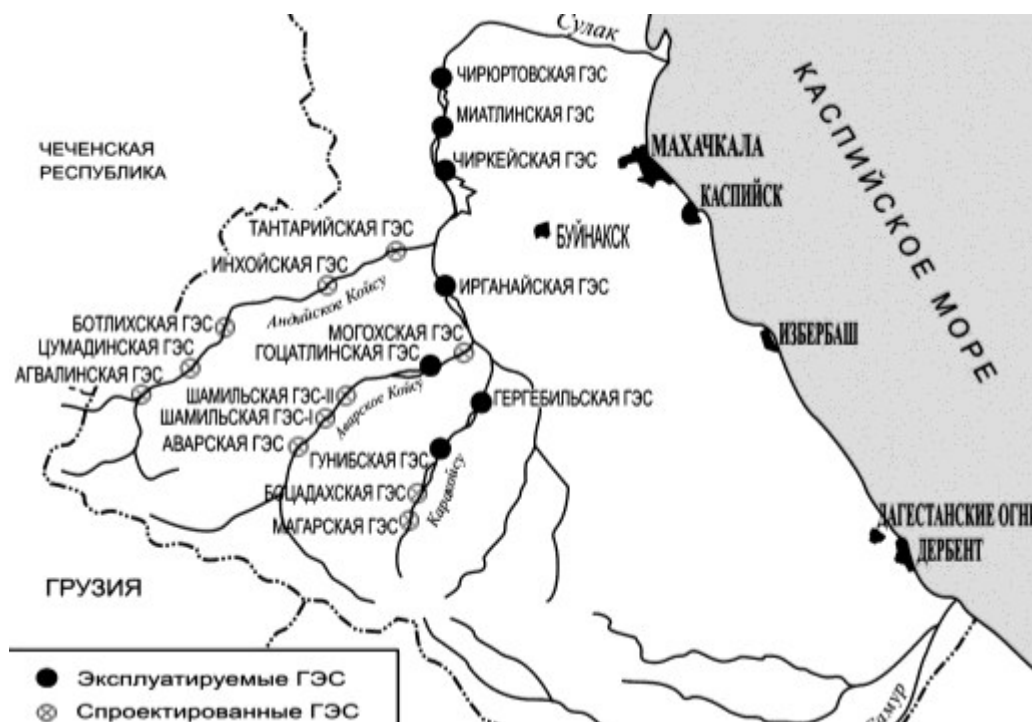 Сулак
ЧИРЮРТОВСКАЯ ГЭС
МИАТЛИНСКАЯ ГЭС
ЧИРКЕЙСКАЯ ГЭС
МАХАЧКАЛА
КАСПИЙСК
КАСПИЙСКОЕ МОРЕ
ЧЕЧЕНСКАЯ
РЕСПУБЛИКА
ТАНТАРИЙСКАЯ ГЭС
БУЙНАКСК
ИНХОЙСКАЯ ГЭС
ИРГАНАЙСКАЯ ГЭС
Андийское Койсу
БОТЛИХСКАЯ ГЭС
МОГОХСКАЯ ГЭС
ИЗБЕРБАШ
ЦУМАДИНСКАЯ ГЭС
ГОЦАТЛИНСКАЯ ГЭС
АГВАЛИНСКАЯ ГЭС
ШАМИЛЬСКАЯ ГЭС-II
Аварское Койсу
ГЕРГЕБИЛЬСКАЯ ГЭС
ШАМИЛЬСКАЯ ГЭС-I
АВАРСКАЯ ГЭС
ГУНИБСКАЯ ГЭС
БОЦАДАХСКАЯ ГЭС
Каракойсу
МАГАРСКАЯ ГЭС
ДАГЕСТАНСКИЕ ОГНИ
ДЕРБЕНТ
ГРУЗИЯ
Самур
Эксплуатируемые ГЭС
Спроектированные ГЭС